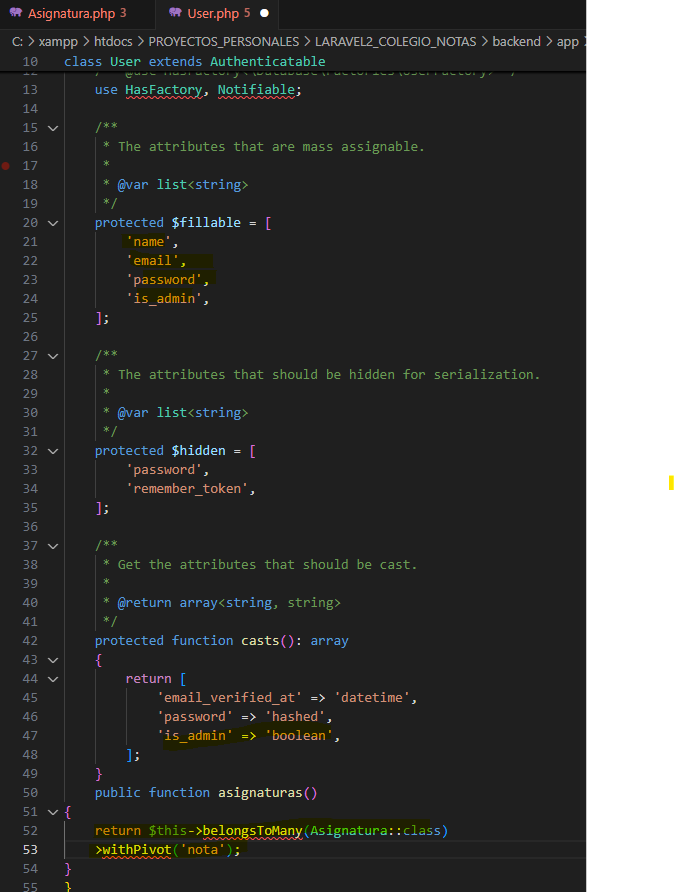 Asignatura.php 3 User.php 5
C: > xampp > htdocs > PROYECTOS_PERSONALES > LARAVEL2_COLEGIO_NOTAS > backend > app >
10 class User extends Authenticatable
12 /** @use HasFactory<\Database\Factories\UserFactory> */
13 use HasFactory, Notifiable;
14
15 /**
16 * The attributes that are mass assignable.
17 *
18 * @var list<string>
19 */
20 protected $fillable = [
21 'name',
22 'email',
23 'password',
24 'is_admin',
25 ];
26
27 /**
28 * The attributes that should be hidden for serialization.
29 *
30 * @var list<string>
31 */
32 protected $hidden = [
33 'password',
34 'remember_token',
35 ];
36
37 /**
38 * Get the attributes that should be cast.
39 *
40 * @return array<string, string>
41 */
42 protected function casts(): array
43 {
44 return [
45 'email_verified_at' => 'datetime',
46 'password' => 'hashed',
47 'is_admin' => 'boolean',
48 ];
49 }
50 public function asignaturas()
51 {
52 return $this->belongsToMany(Asignatura::class)
53 >withPivot('nota');
54 }
55 }